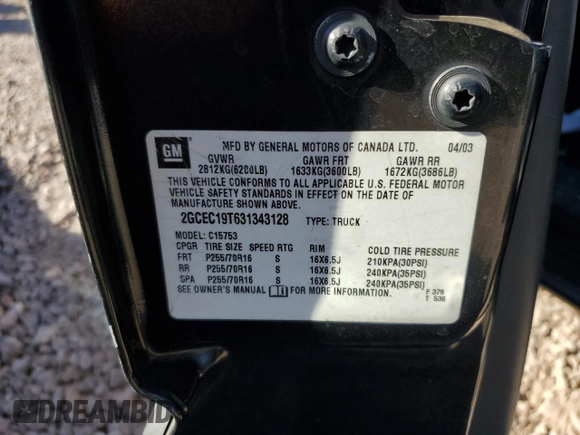 GM
MFD BY GENERAL MOTORS OF CANADA LTD. 04/03
GVWR GAWR FRT GAWR RR
2812KG(6200LB) 1633KG(3600LB) 1672KG(3686LB)
THIS VEHICLE CONFORMS TO ALL APPLICABLE U.S. FEDERAL MOTOR
VEHICLE SAFETY STANDARDS IN EFFECT ON THE DATE OF
MANUFACTURE SHOWN ABOVE.
2GCEC19T631343128 TYPE: TRUCK
MODEL: C15753
CPGR TIRE SIZE SPEED RTG RIM COLD TIRE PRESSURE
FRT P255/70R16 S 16X6.5J 210KPA(30PSI)
RR P255/70R16 S 16X6.5J 240KPA(35PSI)
SPA P255/70R16 S 16X6.5J 240KPA(35PSI)
SEE OWNER'S MANUAL FOR MORE INFORMATION.
F 379
T S36
DREAMBID